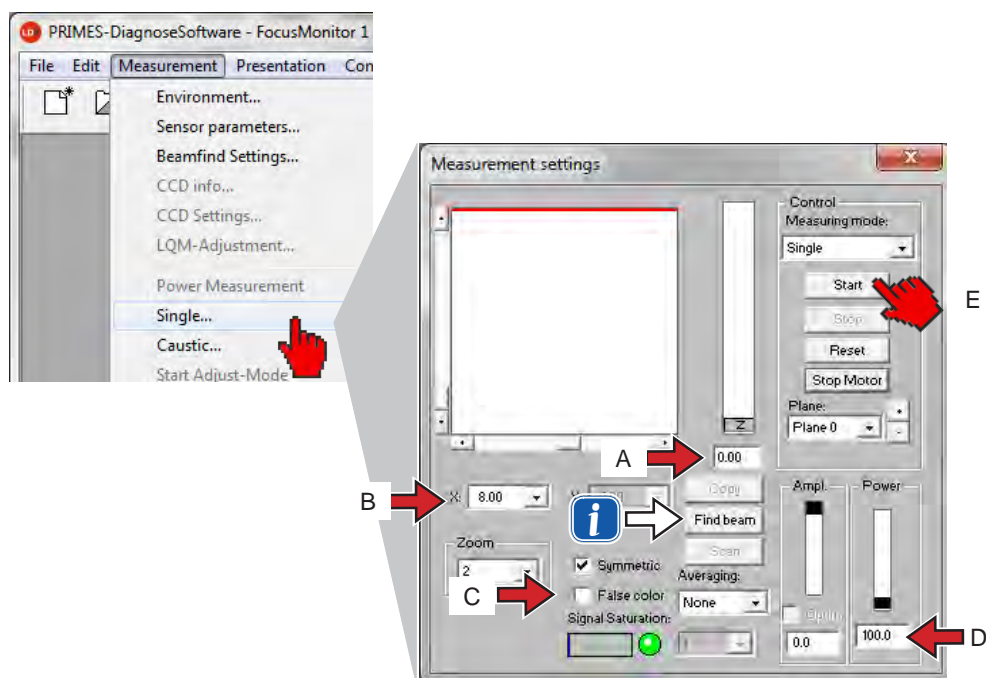 PRIMES-DiagnoseSoftware - FocusMonitor 1
File Edit Measurement Presentation Con
Environment...
Sensor parameters...
Beamfind Settings...
CCD info...
CCD Settings...
LQM-Adjustment...
Power Measurement
Single...
Caustic...
Start Adjust-Mode
Measurement settings
Control
Measuring mode:
Single
Start
E
Stop
Reset
Stop Motor
Plane:
Plane 0
+
-
Z
A
0.00
B
X: 8.00
Copy
i
Find beam
Scan
Zoom
2
C
Symmetric
False color
Averaging:
None
Signal Saturation:
1
Ampl.
Power
0.0
100.0
D